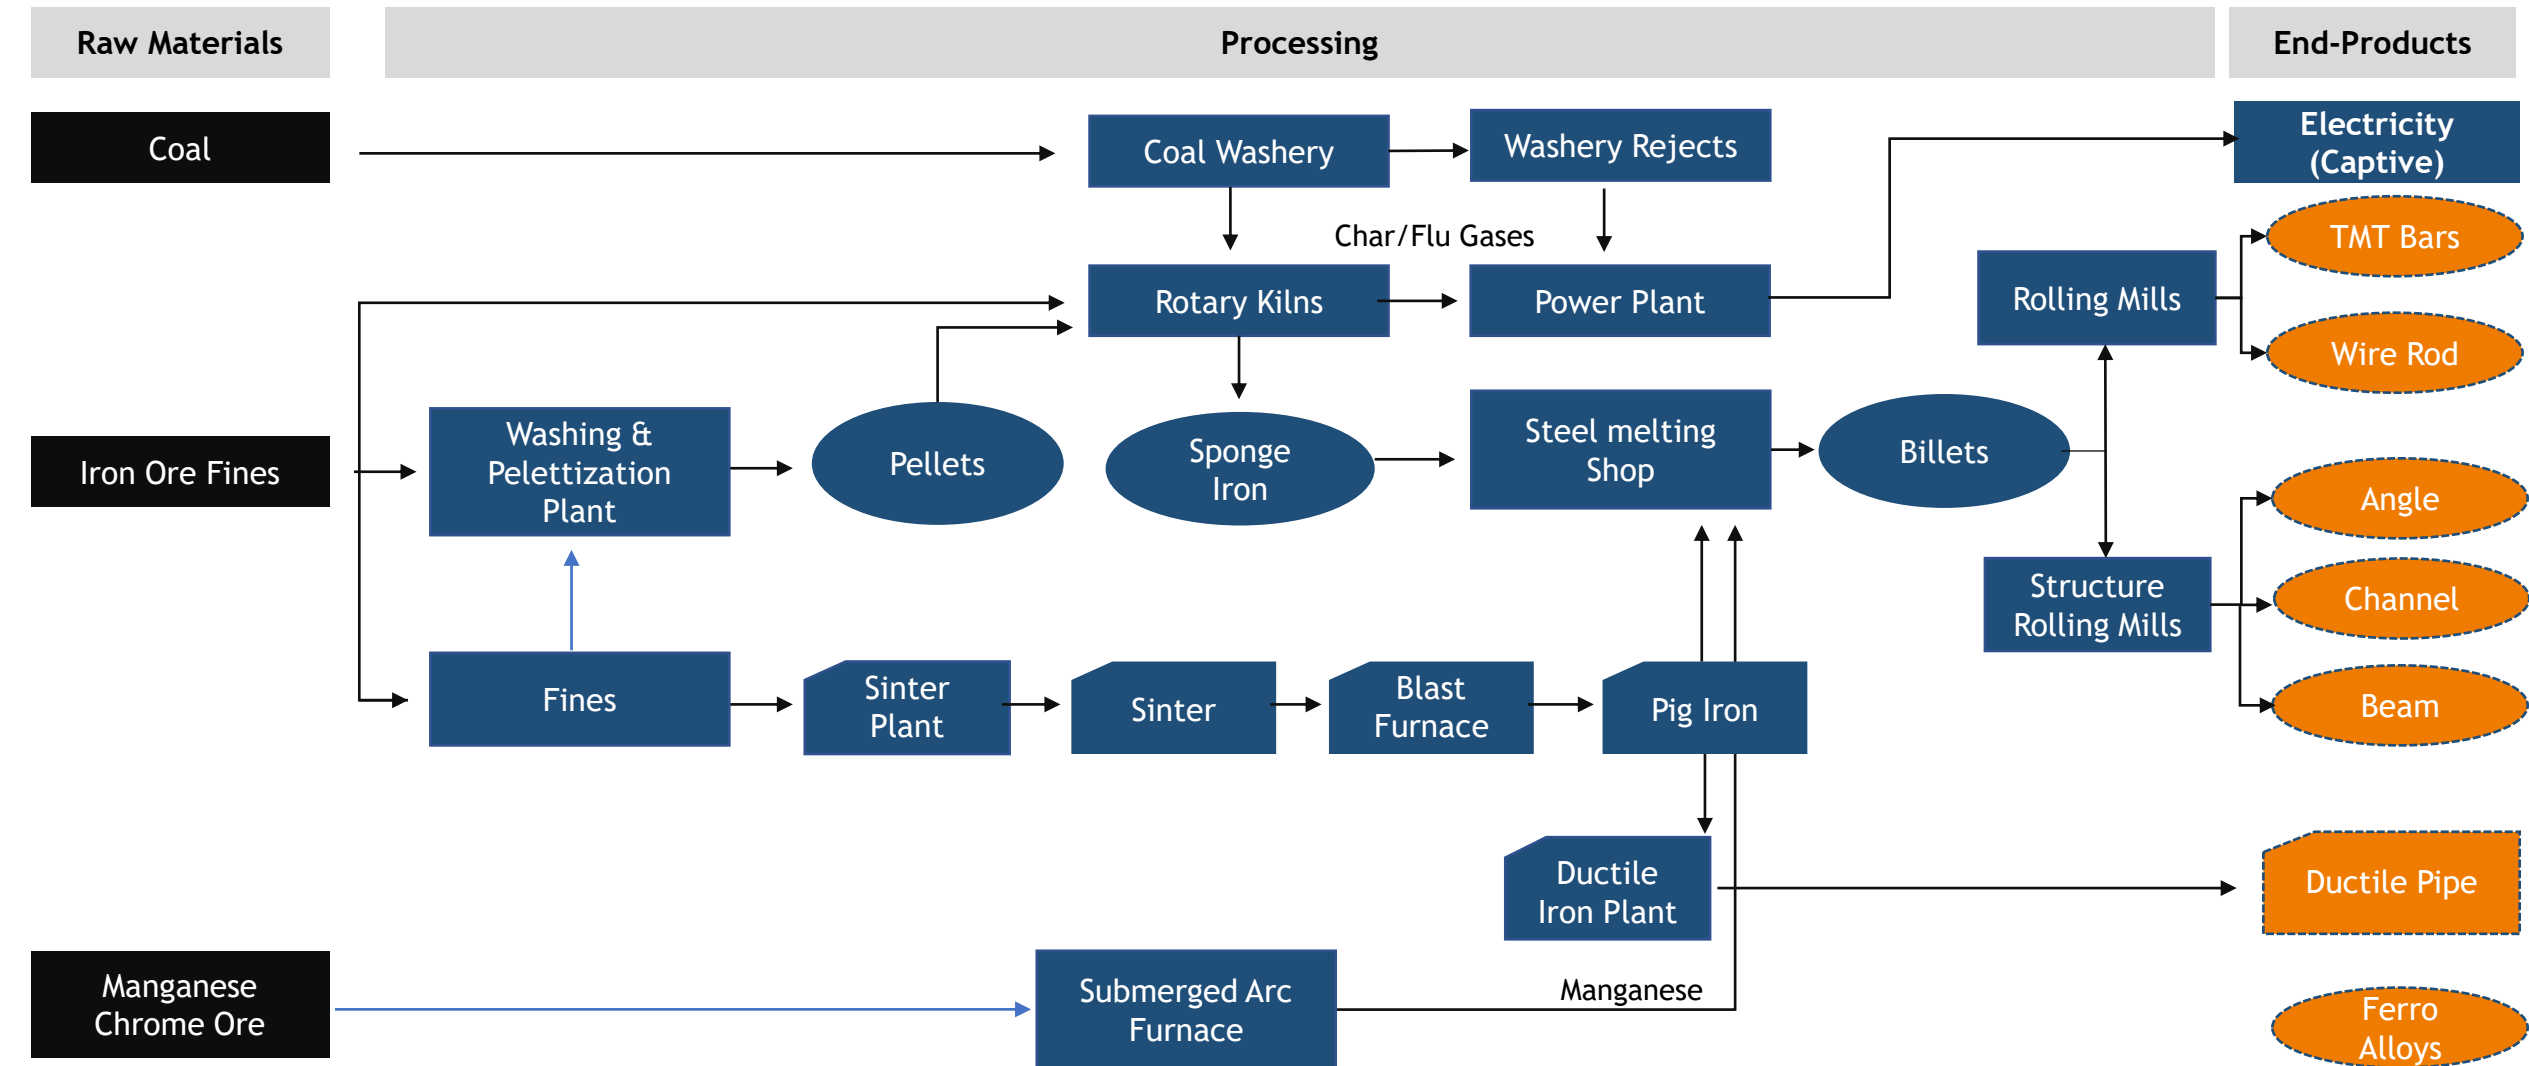 Raw Materials
Processing
End-Products
Coal
Coal Washery
Washery Rejects
Electricity
(Captive)
Char/Flu Gases
TMT Bars
Rotary Kilns
Power Plant
Rolling Mills
Wire Rod
Iron Ore Fines
Washing &
Pelettization
Plant
Pellets
Sponge
Iron
Steel melting
Shop
Billets
Angle
Structure
Rolling Mills
Channel
Fines
Sinter
Plant
Sinter
Blast
Furnace
Pig Iron
Beam
Ductile
Iron Plant
Ductile Pipe
Manganese
Chrome Ore
Submerged Arc
Furnace
Manganese
Ferro
Alloys